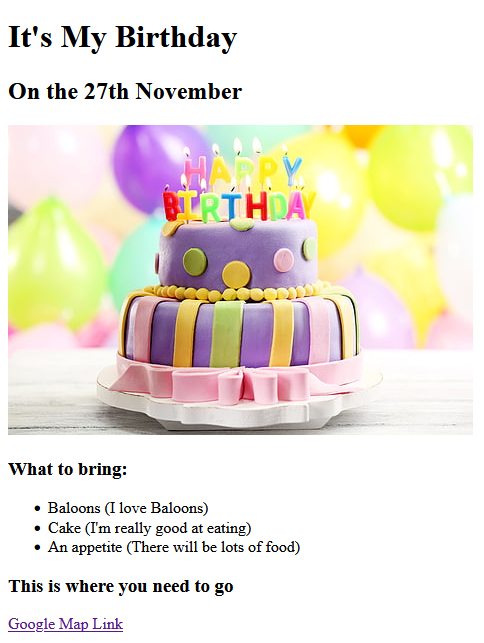 It's My Birthday
On the 27th November
HAPPY
BIRTHDAY
What to bring:
Baloons (I love Baloons)
Cake (I'm really good at eating)
An appetite (There will be lots of food)
This is where you need to go
Google Map Link